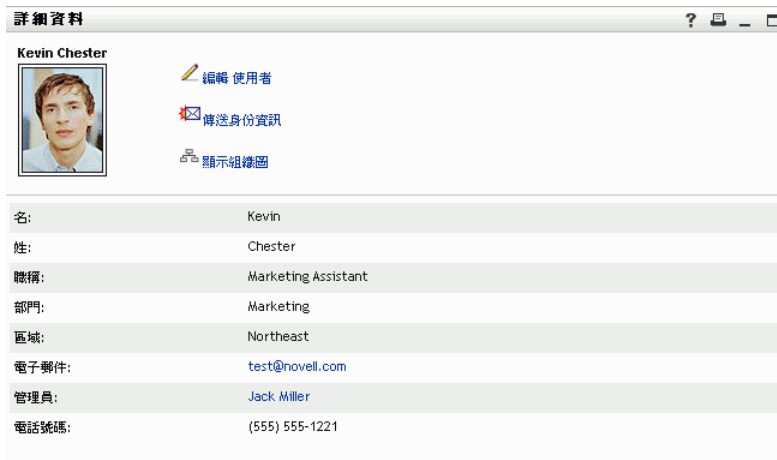 詳細資料
?
Kevin Chester
編輯 使用者
傳送身份資訊
顯示組織圖
名: Kevin
姓: Chester
職稱: Marketing Assistant
部門: Marketing
區域: Northeast
電子郵件: test@novell.com
管理員: Jack Miller
電話號碼: (555) 555-1221